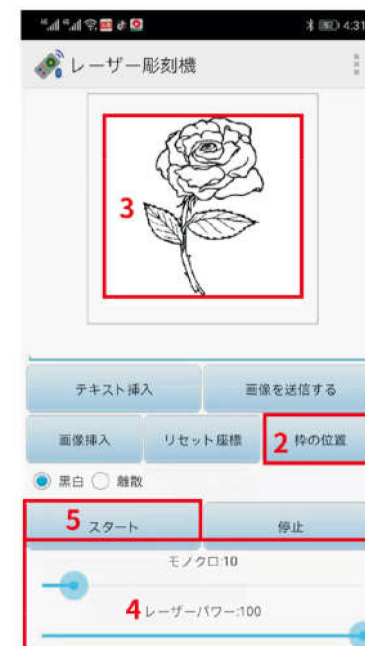 4:31
レーザー彫刻機
3
テキスト挿入 画像を送信する
画像挿入 リセット座標 2 枠の位置
黒白 離散
5 スタート 停止
モノクロ:10
4 レーザーパワー:100